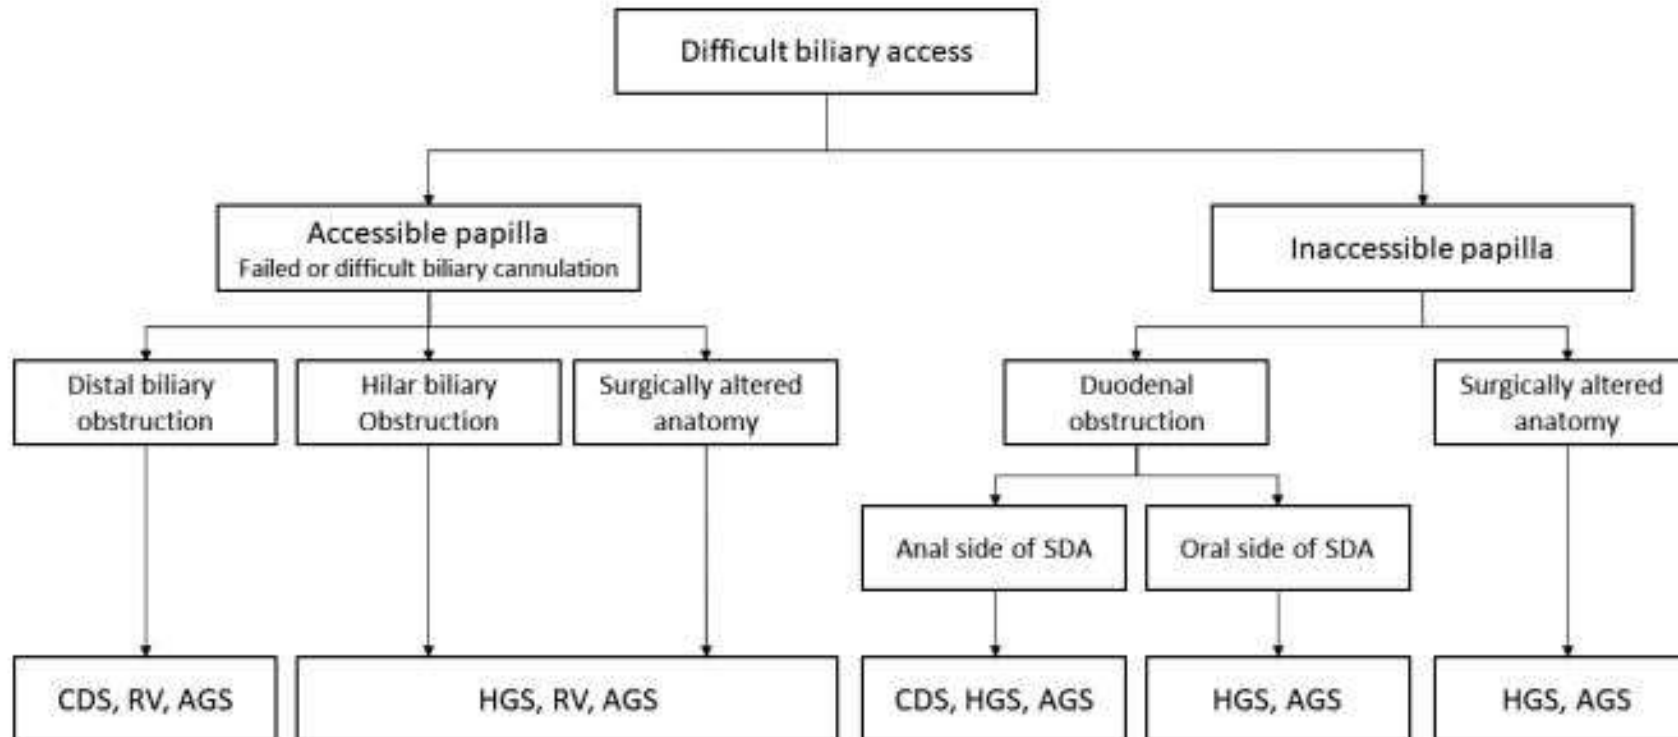 Difficult biliary access
Accessible papilla
Failed or difficult biliary cannulation
Inaccessible papilla
Distal biliary
obstruction
Hilar biliary
Obstruction
Surgically altered
anatomy
Duodenal
obstruction
Surgically altered
anatomy
Anal side of SDA
Oral side of SDA
CDS, RV, AGS
HGS, RV, AGS
CDS, HGS, AGS
HGS, AGS
HGS, AGS